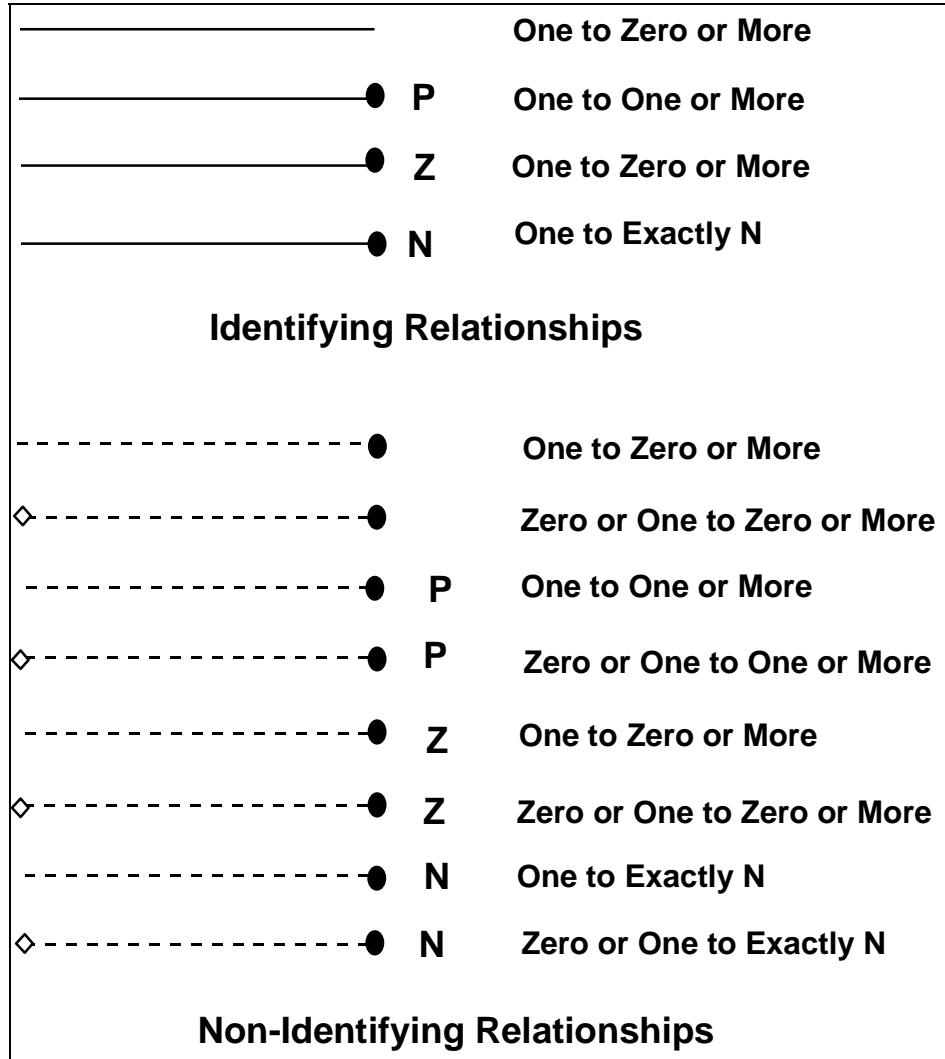 One to Zero or More
P One to One or More
Z One to Zero or More
N One to Exactly N
Identifying Relationships
One to Zero or More
Zero or One to Zero or More
P One to One or More
P Zero or One to One or More
Z One to Zero or More
Z Zero or One to Zero or More
N One to Exactly N
N Zero or One to Exactly N
Non-Identifying Relationships